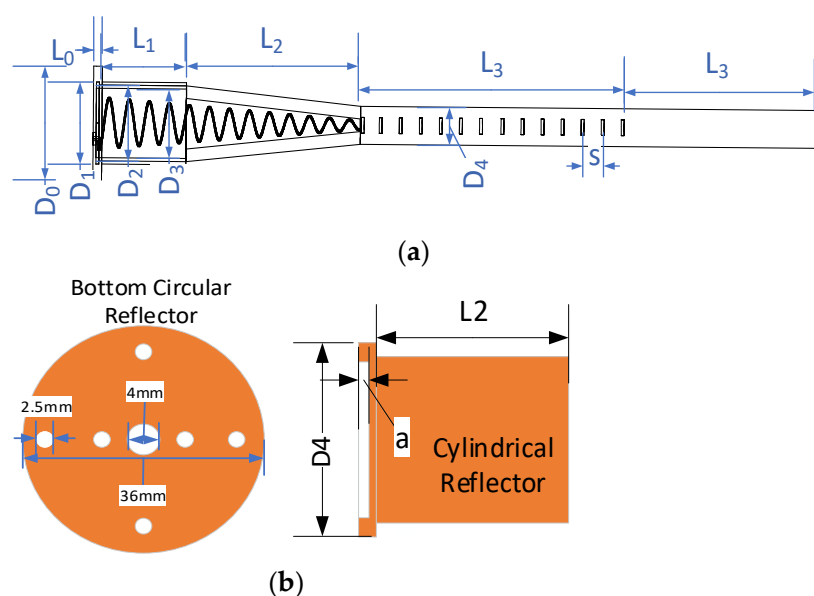 L0 L1 L2 L3 L3
D0 D1 D2 D3 D4 S
(a)
Bottom Circular
Reflector
2.5mm
4mm
36mm
L2
D4
a
Cylindrical
Reflector
(b)